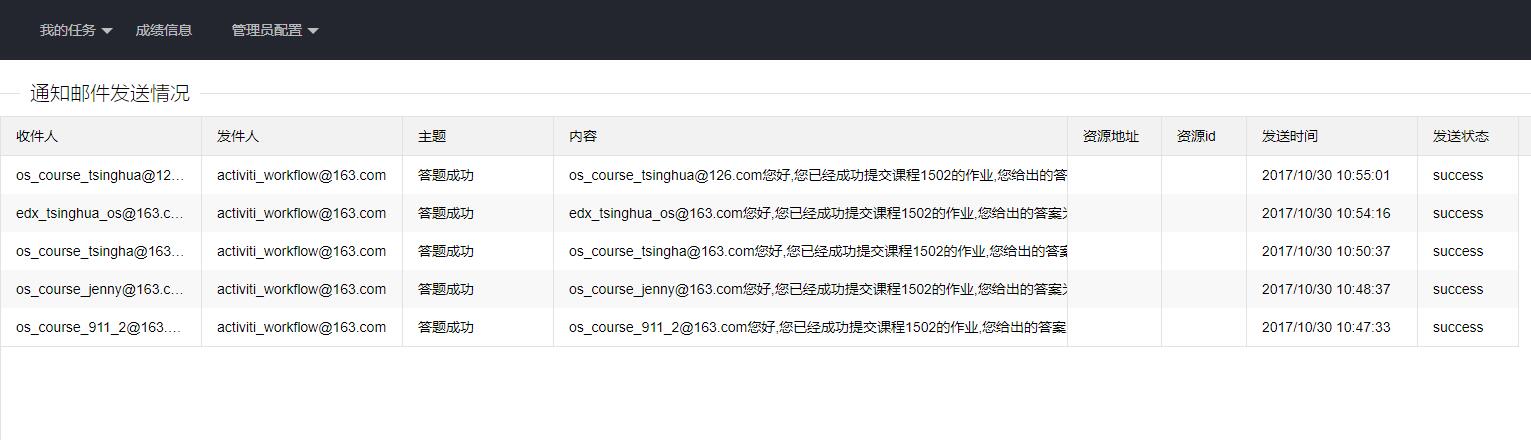 我的任务 成绩信息 管理员配置
通知邮件发送情况
收件人 发件人 主题 内容 资源地址 资源id 发送时间 发送状态
os_course_tsinghua@12... activiti_workflow@163.com 答题成功 os_course_tsinghua@126.com您好,您已经成功提交课程1502的作业,您给出的答 2017/10/30 10:55:01 success
edx_tsinghua_os@163.c... activiti_workflow@163.com 答题成功 edx_tsinghua_os@163.com您好,您已经成功提交课程1502的作业,您给出的答案 2017/10/30 10:54:16 success
os_course_tsingha@163... activiti_workflow@163.com 答题成功 os_course_tsingha@163.com您好,您已经成功提交课程1502的作业,您给出的答 2017/10/30 10:50:37 success
os_course_jenny@163.c... activiti_workflow@163.com 答题成功 os_course_jenny@163.com您好,您已经成功提交课程1502的作业,您给出的答案 2017/10/30 10:48:37 success
os_course_911_2@163.... activiti_workflow@163.com 答题成功 os_course_911_2@163.com您好,您已经成功提交课程1502的作业,您给出的答案 2017/10/30 10:47:33 success